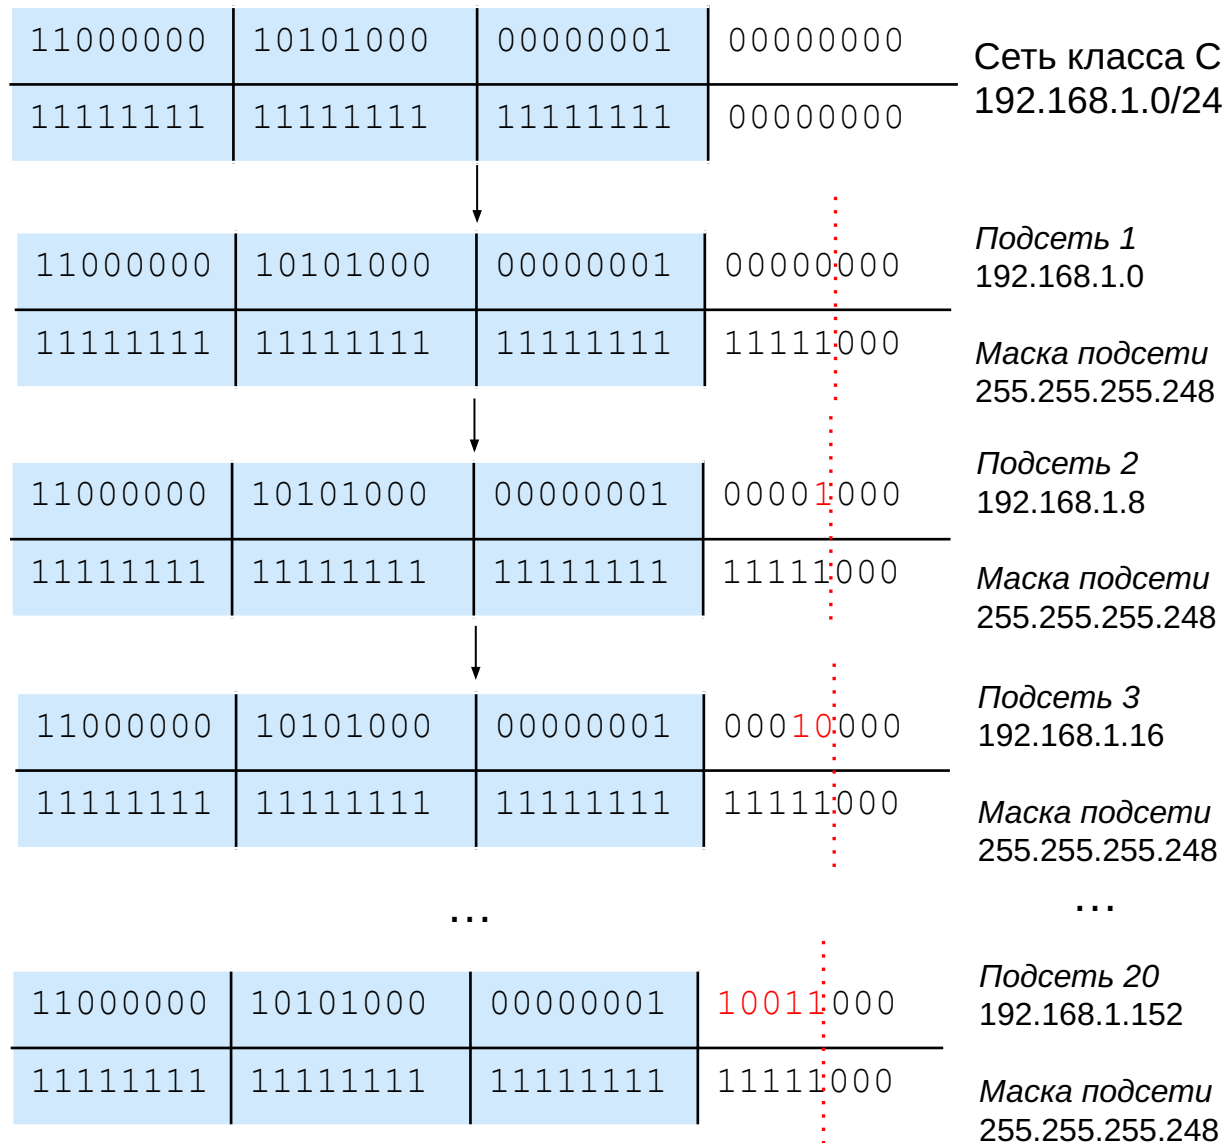 11000000 10101000 00000001 00000000
11111111 11111111 11111111 00000000
Сеть класса C
192.168.1.0/24
11000000 10101000 00000001 00000000
11111111 11111111 11111111 11111000
Подсеть 1
192.168.1.0
Маска подсети
255.255.255.248
11000000 10101000 00000001 00001000
11111111 11111111 11111111 11111000
Подсеть 2
192.168.1.8
Маска подсети
255.255.255.248
11000000 10101000 00000001 00010000
11111111 11111111 11111111 11111000
Подсеть 3
192.168.1.16
Маска подсети
255.255.255.248
... ...
11000000 10101000 00000001 10011000
11111111 11111111 11111111 11111000
Подсеть 20
192.168.1.152
Маска подсети
255.255.255.248